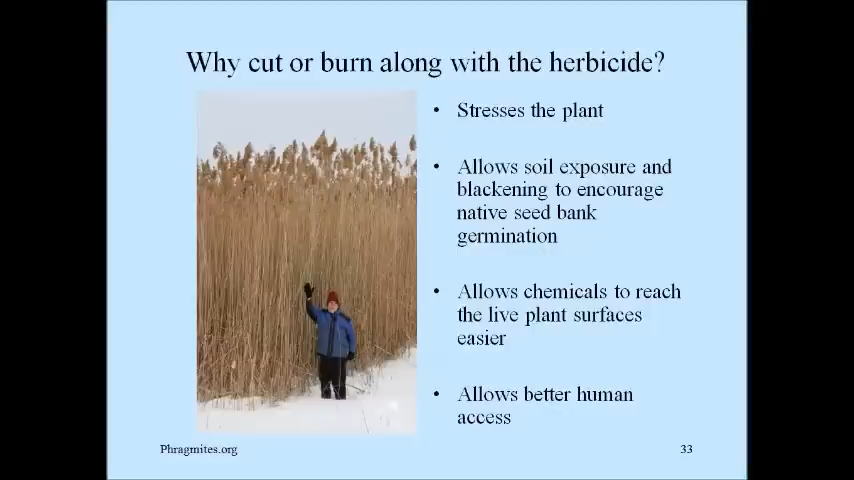 Why cut or burn along with the herbicide?
• Stresses the plant
• Allows soil exposure and
blackening to encourage
native seed bank
germination
• Allows chemicals to reach
the live plant surfaces
easier
• Allows better human
access
Phragmites.org
33